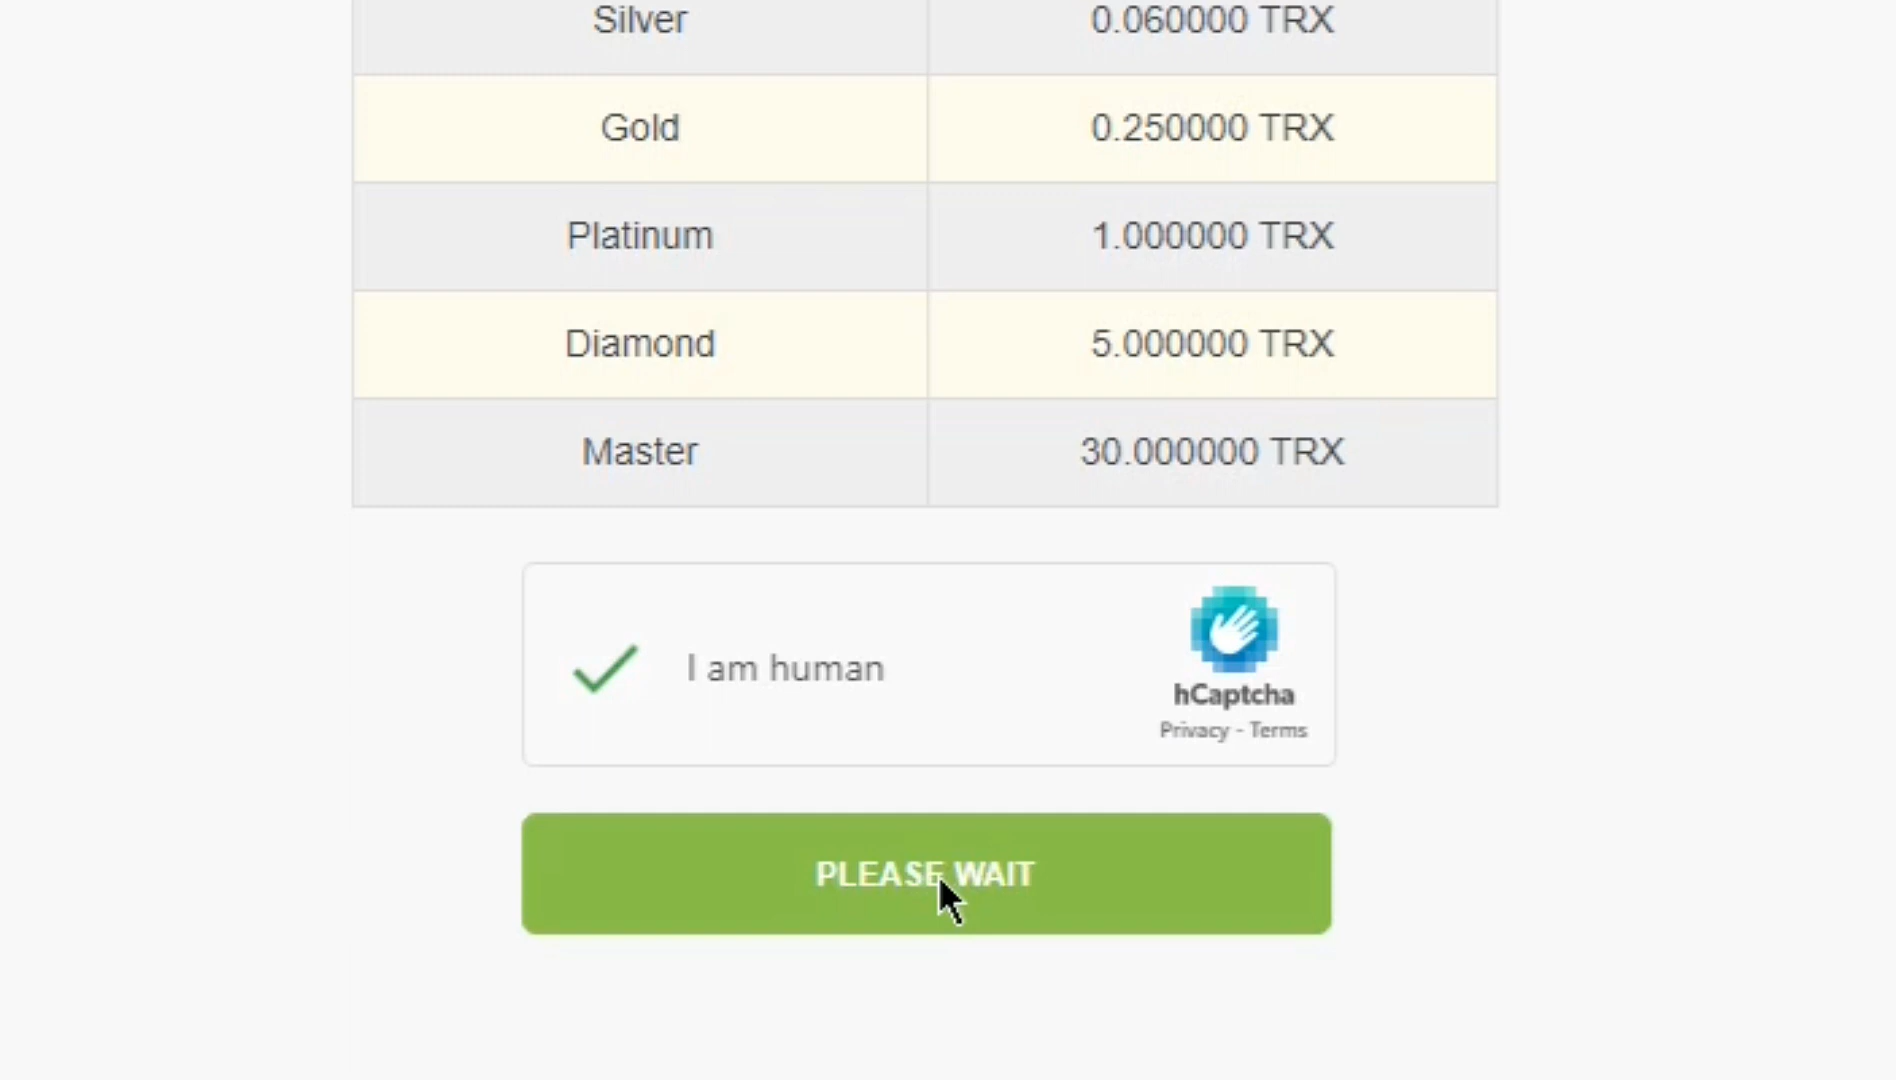 Silver 0.060000 TRX
Gold 0.250000 TRX
Platinum 1.000000 TRX
Diamond 5.000000 TRX
Master 30.000000 TRX
I am human
hCaptcha
Privacy - Terms
PLEASE WAIT